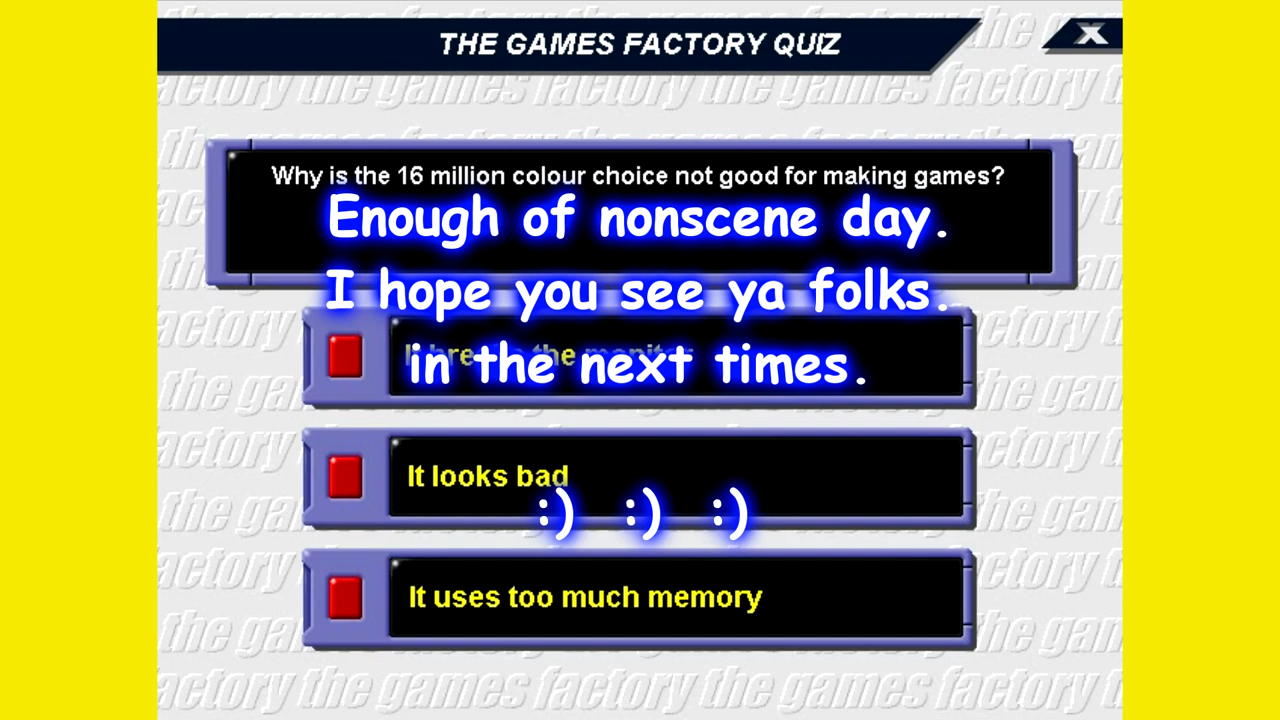 THE GAMES FACTORY QUIZ
X
Why is the 16 million colour choice not good for making games?
Enough of nonscene day.
I hope you see ya folks.
in the next times.
It looks bad
:) :) :)
It uses too much memory